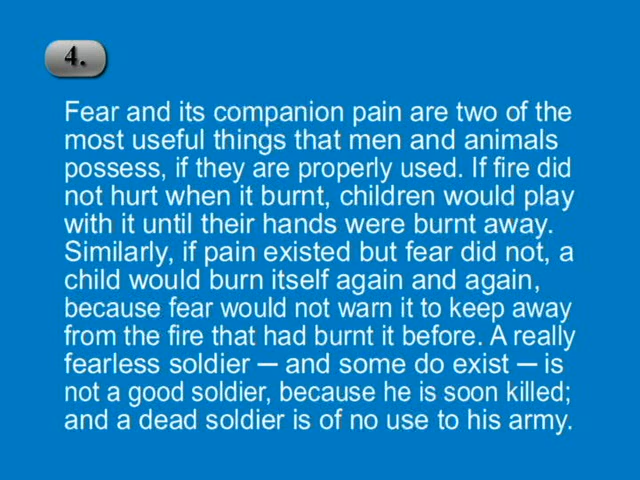 4.
Fear and its companion pain are two of the
most useful things that men and animals
possess, if they are properly used. If fire did
not hurt when it burnt, children would play
with it until their hands were burnt away.
Similarly, if pain existed but fear did not, a
child would burn itself again and again,
because fear would not warn it to keep away
from the fire that had burnt it before. A really
fearless soldier — and some do exist — is
not a good soldier, because he is soon killed;
and a dead soldier is of no use to his army.